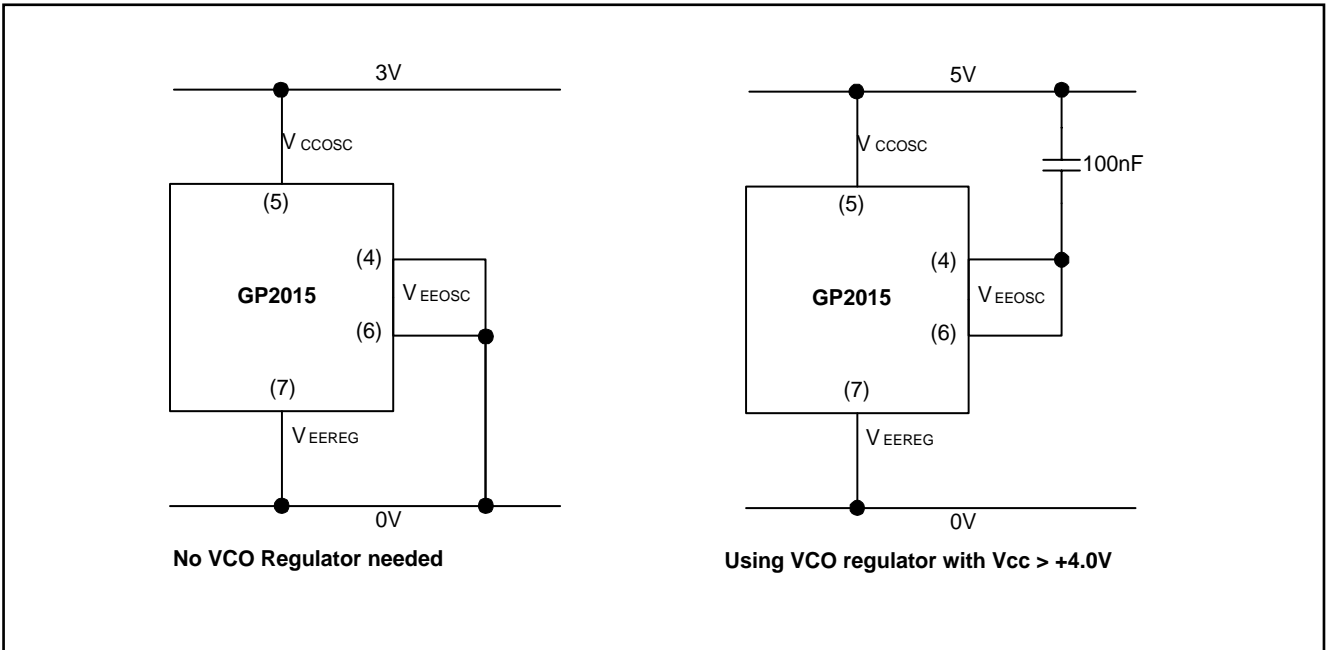 3V
V CCOSC
(5)
(4)
GP2015
V EEOSC
(6)
(7)
V EEREG
0V
No VCO Regulator needed
5V
V CCOSC
100nF
(5)
(4)
GP2015
V EEOSC
(6)
(7)
V EEREG
0V
Using VCO regulator with Vcc > +4.0V